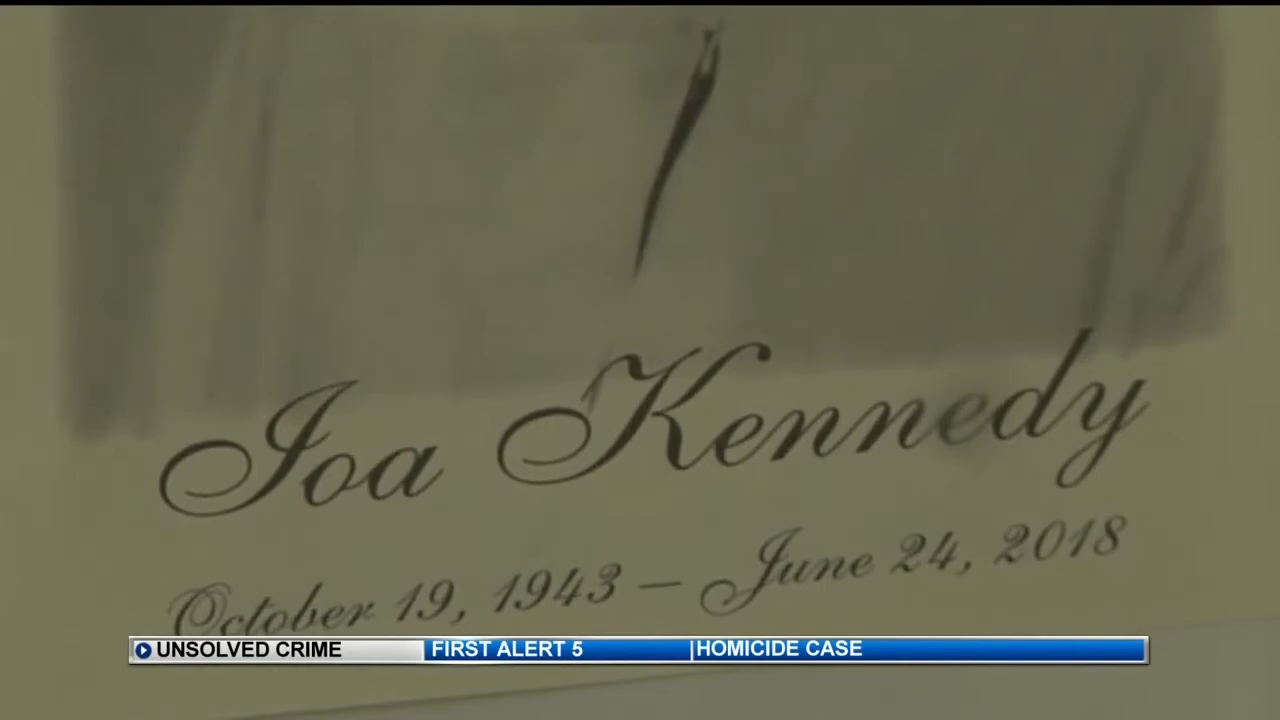 Ioa Kennedy
October 19, 1943 – June 24, 2018
UNSOLVED CRIME FIRST ALERT 5 |HOMICIDE CASE